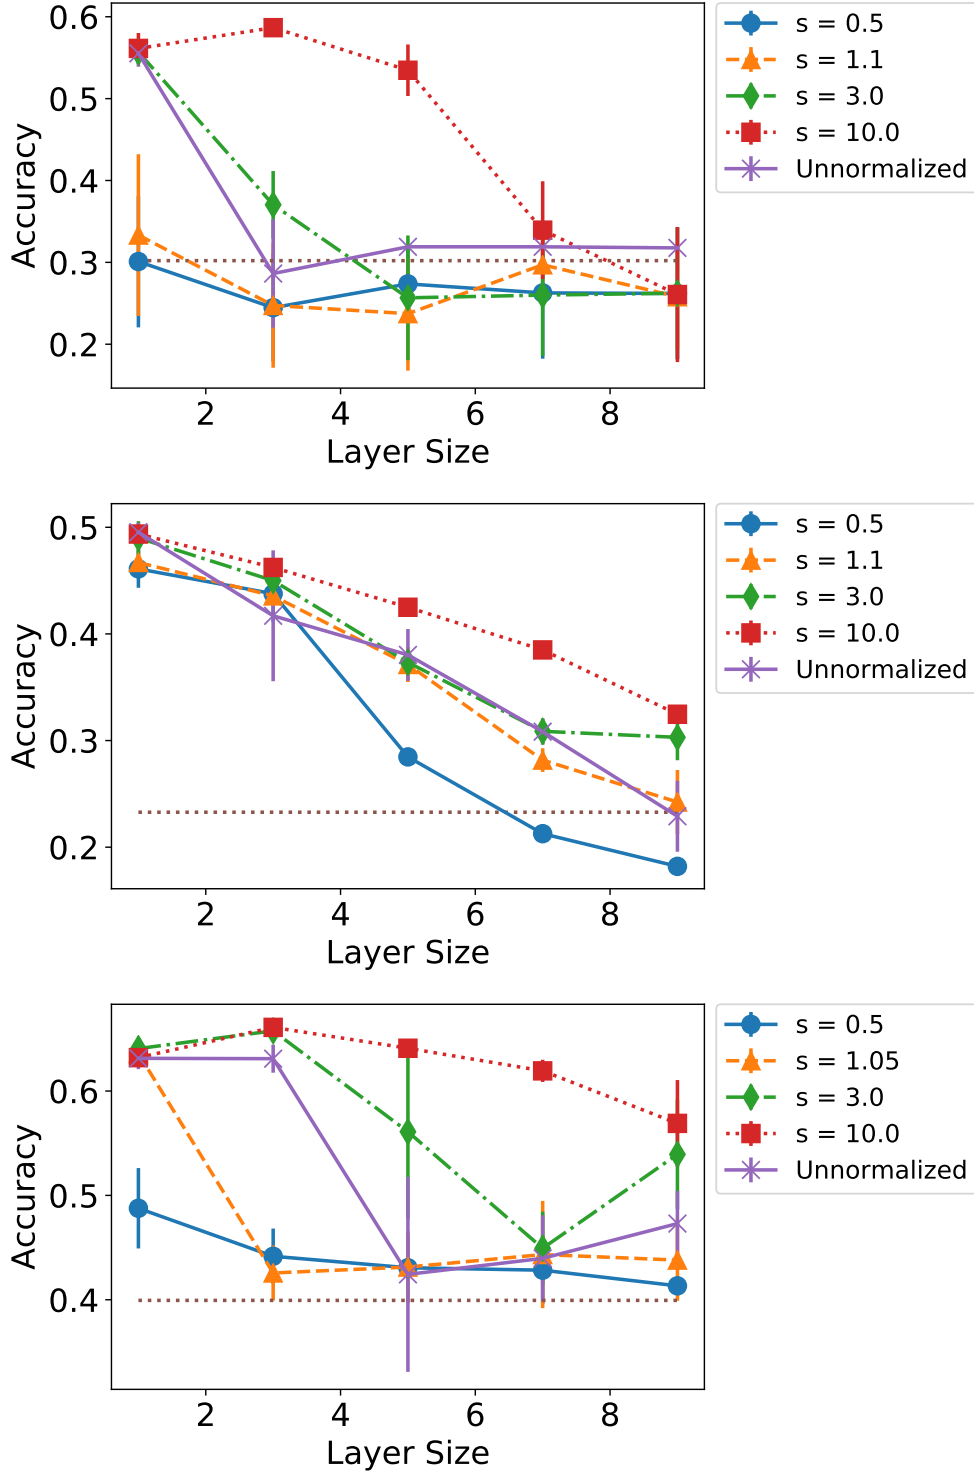 0.6
0.5
0.4
0.3
0.2
Accuracy
2 4 6 8
Layer Size
s = 0.5
s = 1.1
s = 3.0
s = 10.0
Unnormalized
0.5
0.4
0.3
0.2
Accuracy
2 4 6 8
Layer Size
s = 0.5
s = 1.1
s = 3.0
s = 10.0
Unnormalized
0.6
0.5
0.4
Accuracy
2 4 6 8
Layer Size
s = 0.5
s = 1.05
s = 3.0
s = 10.0
Unnormalized